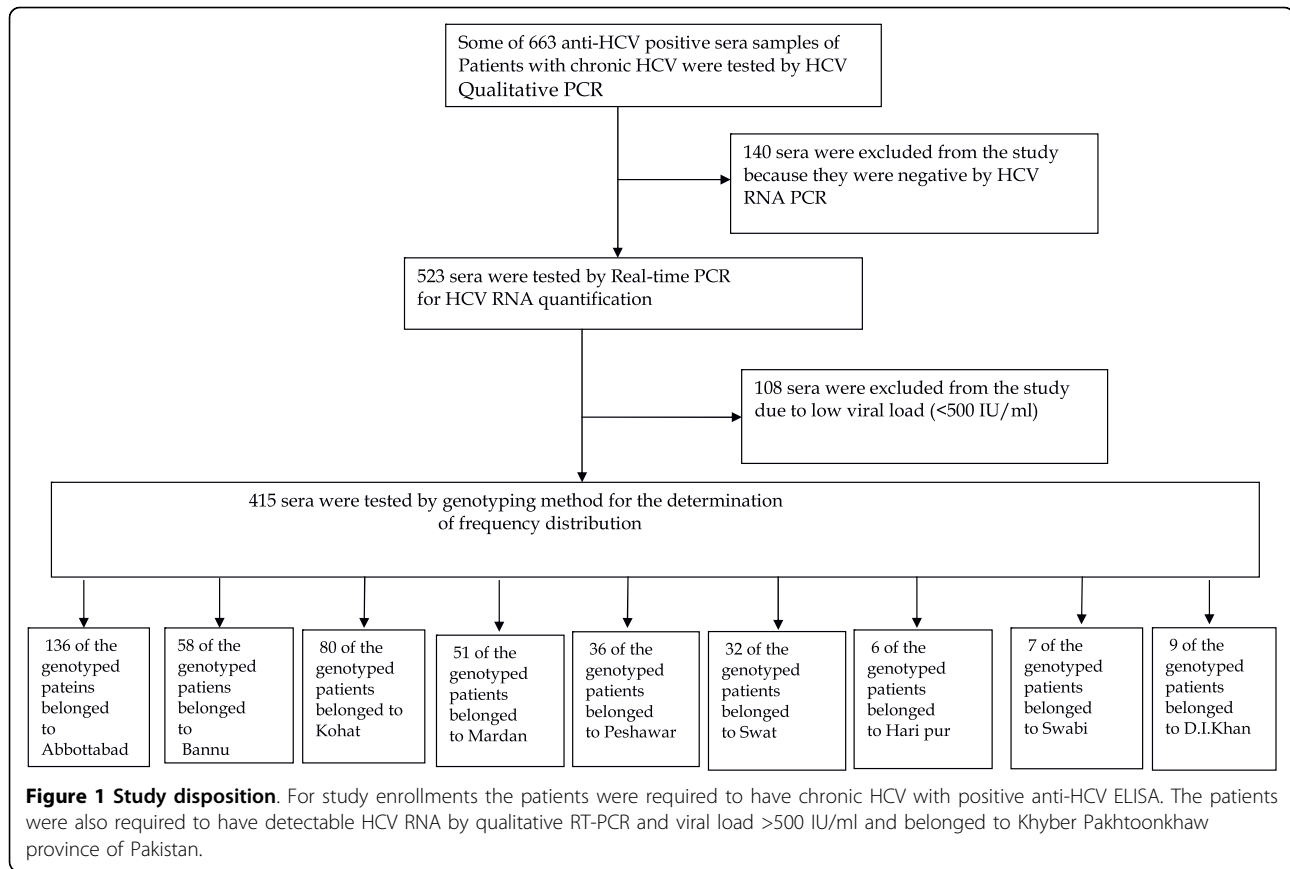 Some of 663 anti-HCV positive sera samples of
Patients with chronic HCV were tested by HCV
Qualitative PCR
140 sera were excluded from the study
because they were negative by HCV
RNA PCR
523 sera were tested by Real-time PCR
for HCV RNA quantification
108 sera were excluded from the study
due to low viral load (<500 IU/ml)
415 sera were tested by genotyping method for the determination
of frequency distribution
136 of the
genotyped
pateins
belonged
to
Abbottabad
58 of the
genotyped
patiens
belonged
to
Bannu
80 of the
genotyped
patients
belonged to
Kohat
51 of the
genotyped
patients
belonged
to Mardan
36 of the
genotyped
patients
belonged
to Peshawar
32 of the
genotyped
patients
belonged
to Swat
6 of the
genotyped
patients
belonged
to Hari pur
7 of the
genotyped
patients
belonged
to Swabi
9 of the
genotyped
patients
belonged
to D.I.Khan
Figure 1 Study disposition. For study enrollments the patients were required to have chronic HCV with positive anti-HCV ELISA. The patients
were also required to have detectable HCV RNA by qualitative RT-PCR and viral load >500 IU/ml and belonged to Khyber Pakhtoonkhaw
province of Pakistan.